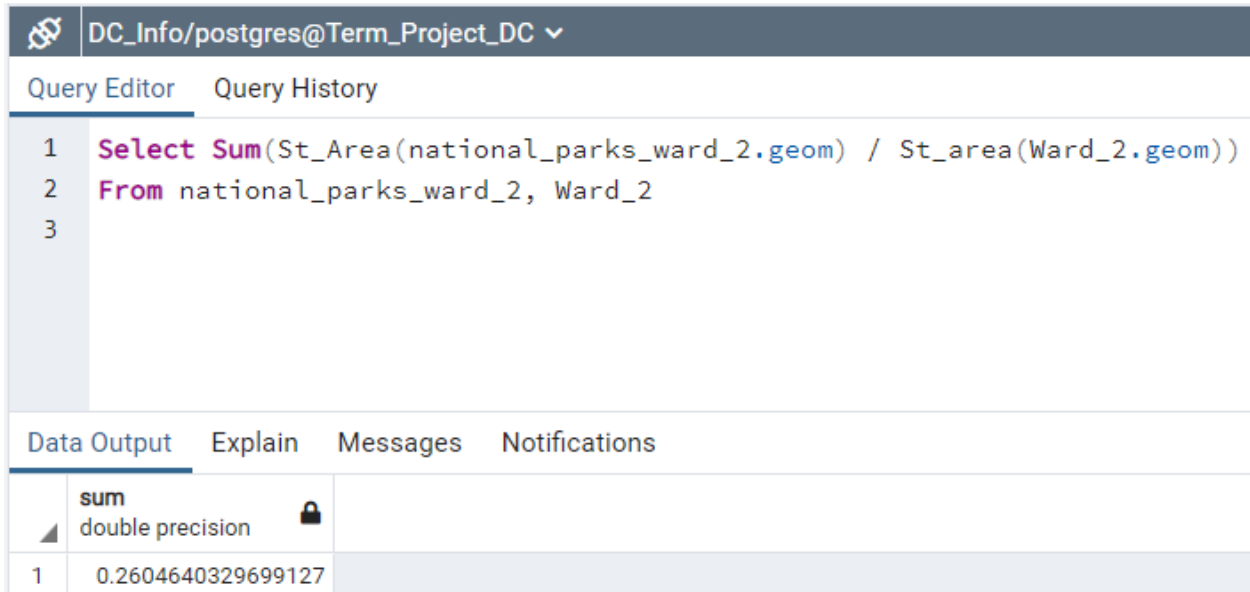 DC_Info/postgres@Term_Project_DC
Query Editor Query History
1 Select Sum(St_Area(national_parks_ward_2.geom) / St_area(Ward_2.geom))
2 From national_parks_ward_2, Ward_2
3
Data Output Explain Messages Notifications
sum
double precision
1 0.2604640329699127